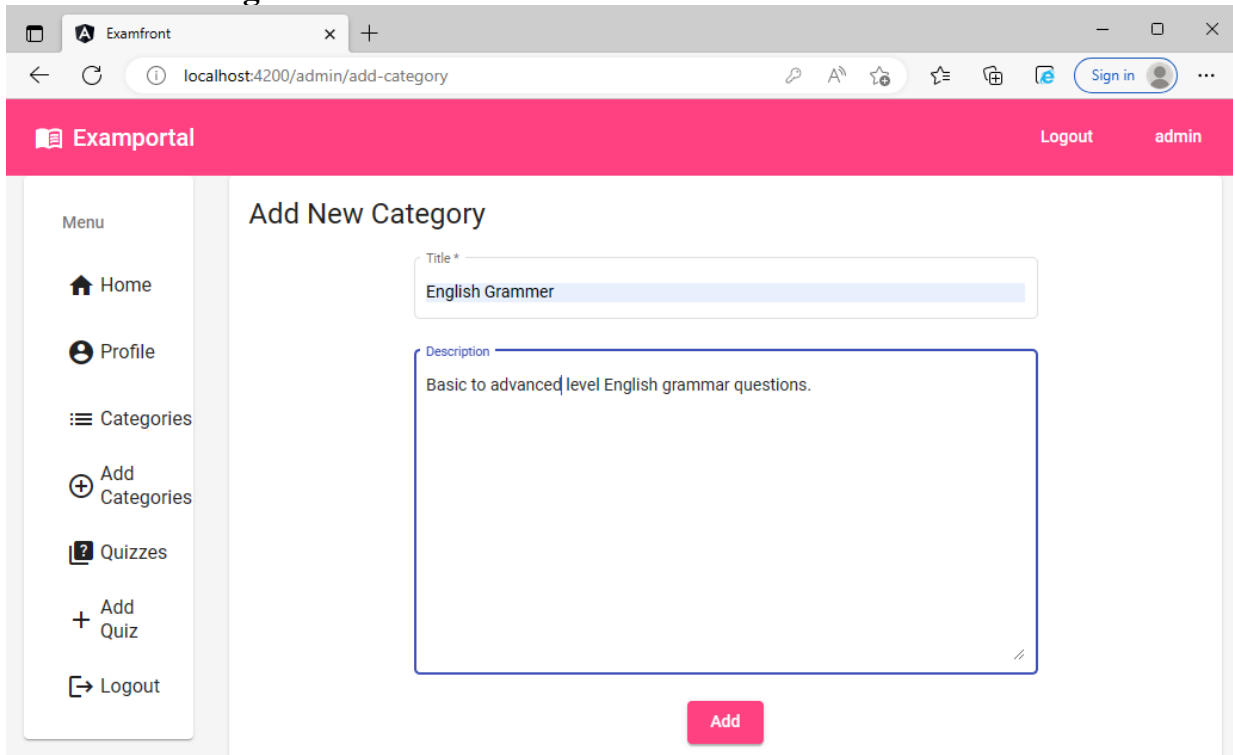 Examfront
localhost:4200/admin/add-category
Sign in
Examportal
Logout
admin
Menu
Home
Profile
Categories
Add
Categories
Quizzes
Add
Quiz
Logout
Add New Category
Title *
English Grammer
Description
Basic to advanced level English grammar questions.
Add